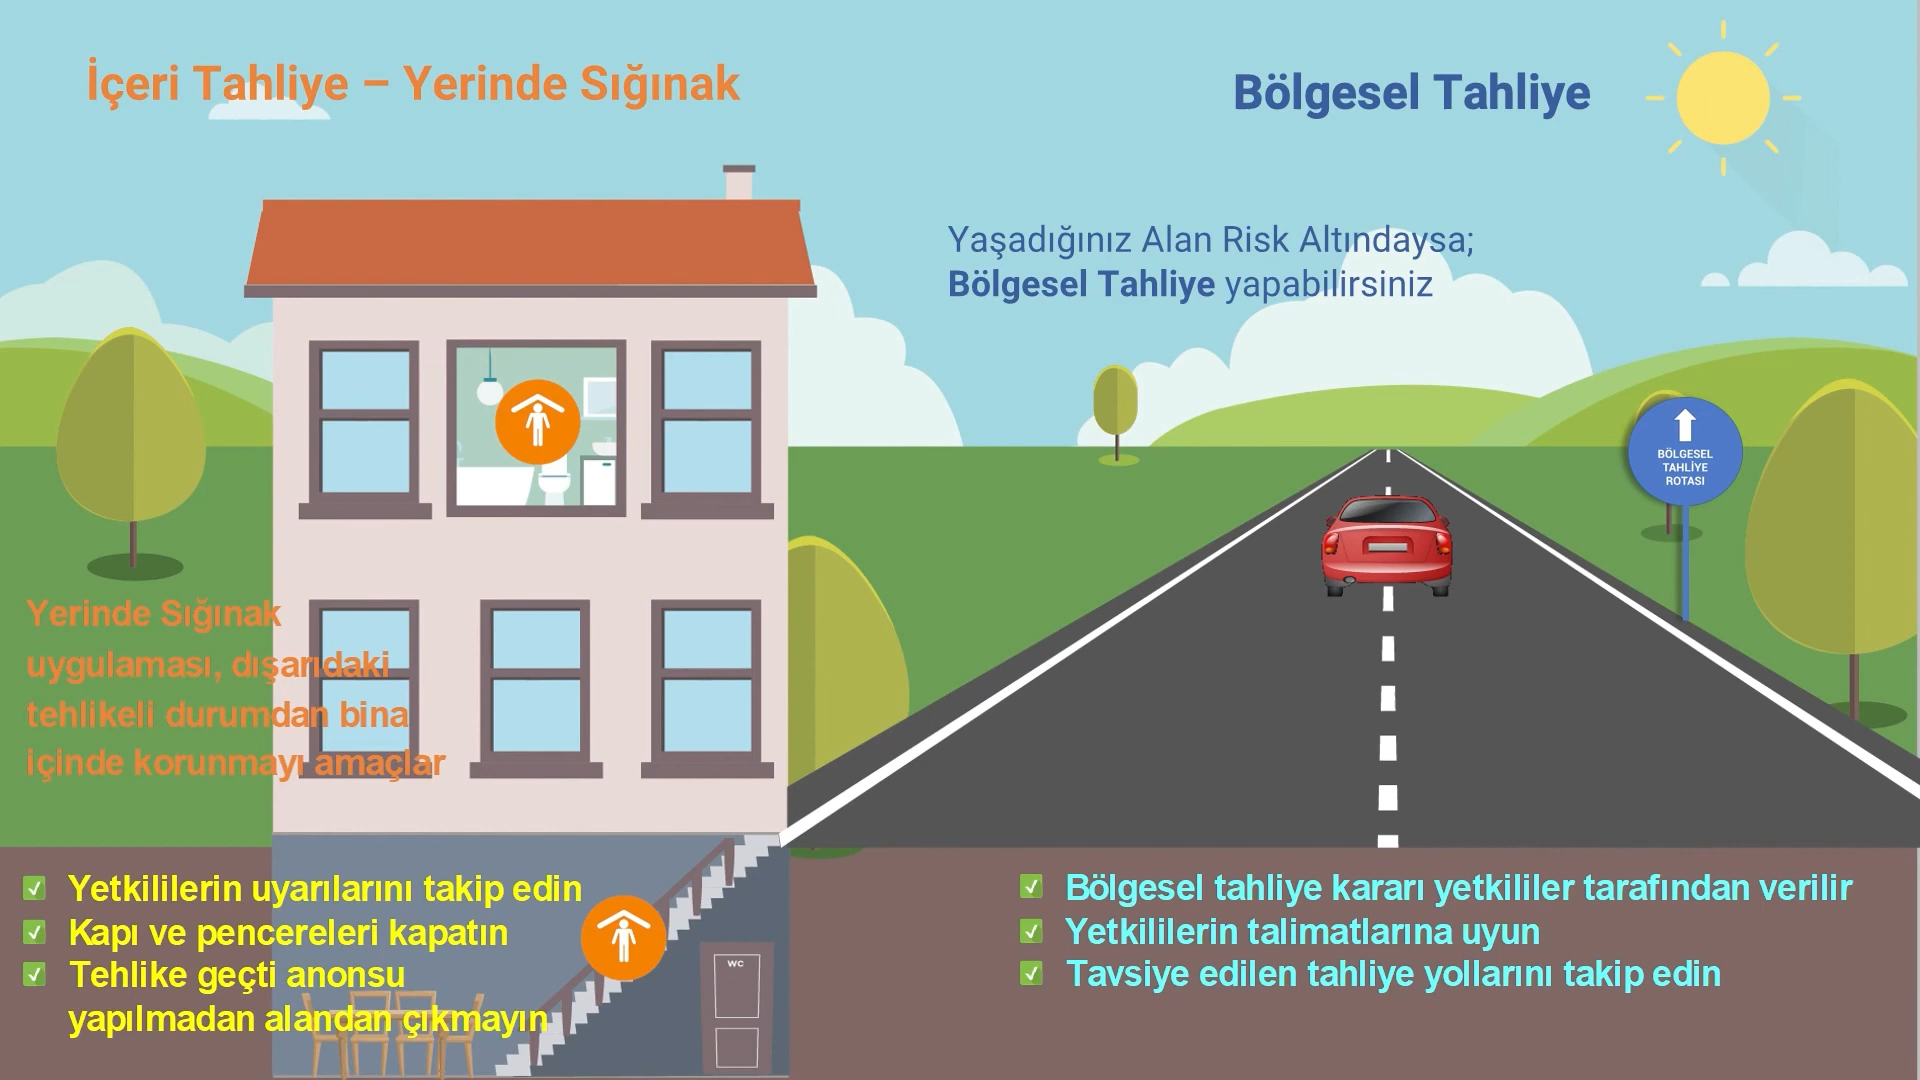 İçeri Tahliye – Yerinde Sığınak
Bölgesel Tahliye
Yaşadığınız Alan Risk Altındaysa;
Bölgesel Tahliye yapabilirsiniz
BÖLGESEL
TAHLİYE
ROTASI
Yerinde Sığınak
uygulaması, dışarıdaki
tehlikeli durumdan bina
içinde korunmayı amaçlar
Yetkililerin uyarılarını takip edin
Kapı ve pencereleri kapatın
Tehlike geçti anonsu
yapılmadan alandan çıkmayın
WC
Bölgesel tahliye kararı yetkililer tarafından verilir
Yetkililerin talimatlarına uyun
Tavsiye edilen tahliye yollarını takip edin